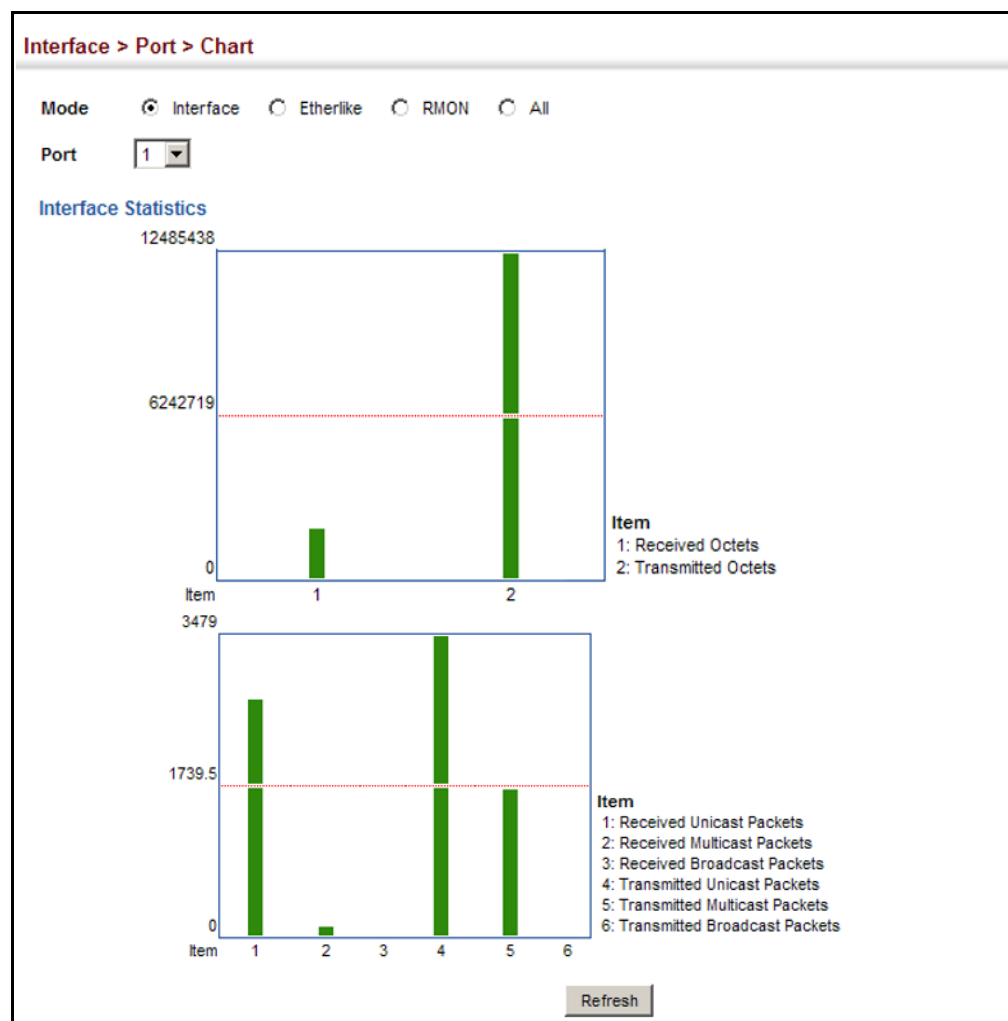 Interface > Port > Chart
Mode Interface Etherlike RMON All
Port 1
Interface Statistics
12485438
6242719
0
Item 1 2
Item
1: Received Octets
2: Transmitted Octets
3479
1739.5
0
Item 1 2 3 4 5 6
Item
1: Received Unicast Packets
2: Received Multicast Packets
3: Received Broadcast Packets
4: Transmitted Unicast Packets
5: Transmitted Multicast Packets
6: Transmitted Broadcast Packets
Refresh